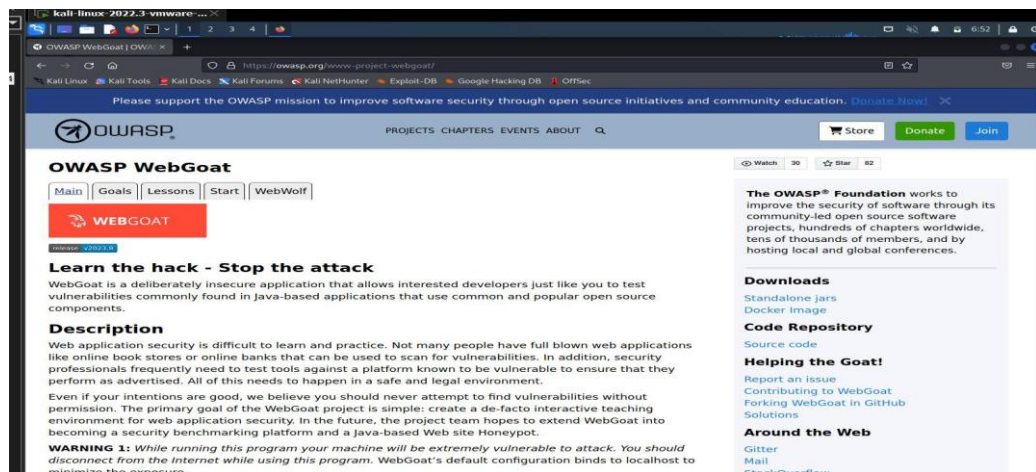 kali-linux-2022.3-vmware-...
1 2 3 4
6:52
OWASP WebGoat | OWA
https://owasp.org/www-project-webgoat/
Kali Linux Kali Tools Kali Docs Kali Forums Kali NetHunter Exploit-DB Google Hacking DB OffSec
Please support the OWASP mission to improve software security through open source initiatives and community education. Donate Now!
OWASP
PROJECTS CHAPTERS EVENTS ABOUT
Store Donate Join
OWASP WebGoat
Watch 30 Star 82
Main Goals Lessons Start WebWolf
WEBGOAT
release v2023.8
Learn the hack - Stop the attack
WebGoat is a deliberately insecure application that allows interested developers just like you to test
vulnerabilities commonly found in Java-based applications that use common and popular open source
components.
Description
Web application security is difficult to learn and practice. Not many people have full blown web applications
like online book stores or online banks that can be used to scan for vulnerabilities. In addition, security
professionals frequently need to test tools against a platform known to be vulnerable to ensure that they
perform as advertised. All of this needs to happen in a safe and legal environment.
Even if your intentions are good, we believe you should never attempt to find vulnerabilities without
permission. The primary goal of the WebGoat project is simple: create a de-facto interactive teaching
environment for web application security. In the future, the project team hopes to extend WebGoat into
becoming a security benchmarking platform and a Java-based Web site Honeypot.
WARNING 1: While running this program your machine will be extremely vulnerable to attack. You should
disconnect from the Internet while using this program. WebGoat's default configuration binds to localhost to
minimize the exposure.
The OWASP® Foundation works to
improve the security of software through its
community-led open source software
projects, hundreds of chapters worldwide,
tens of thousands of members, and by
hosting local and global conferences.
Downloads
Standalone jars
Docker Image
Code Repository
Source code
Helping the Goat!
Report an issue
Contributing to WebGoat
Forking WebGoat in GitHub
Solutions
Around the Web
Gitter
Mail
StackOverflow